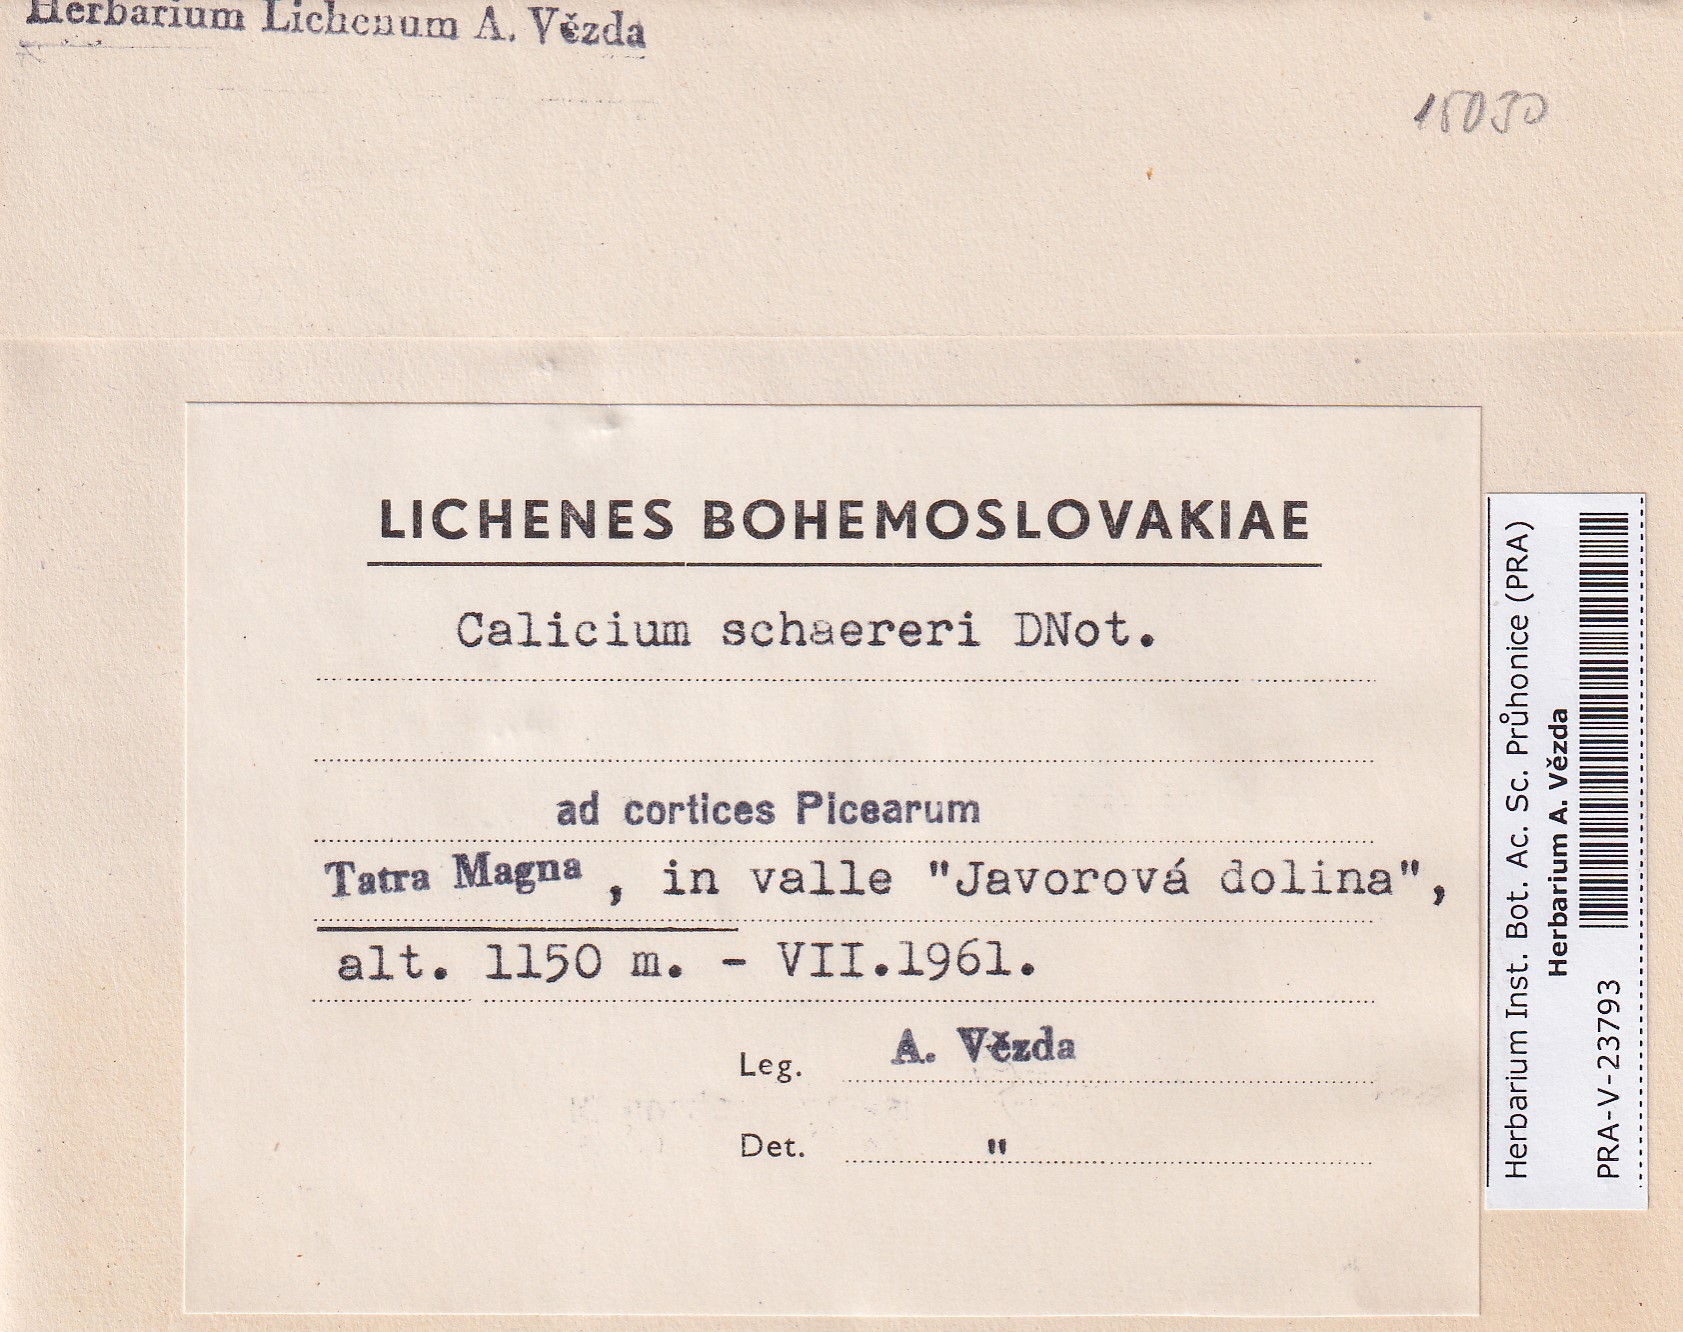 Herbarium Lichenum A. Vězda
15030
LICHENES BOHEMOSLOVAKIAE
Calicium schaereri DNot.
ad cortices Picearum
Tatra Magna , in valle "Javorová dolina",
alt. 1150 m. - VII.1961.
Leg. A. Vězda
Det. "
Herbarium Inst. Bot. Ac. Sc. Průhonice (PRA)
Herbarium A. Vězda
PRA-V-23793